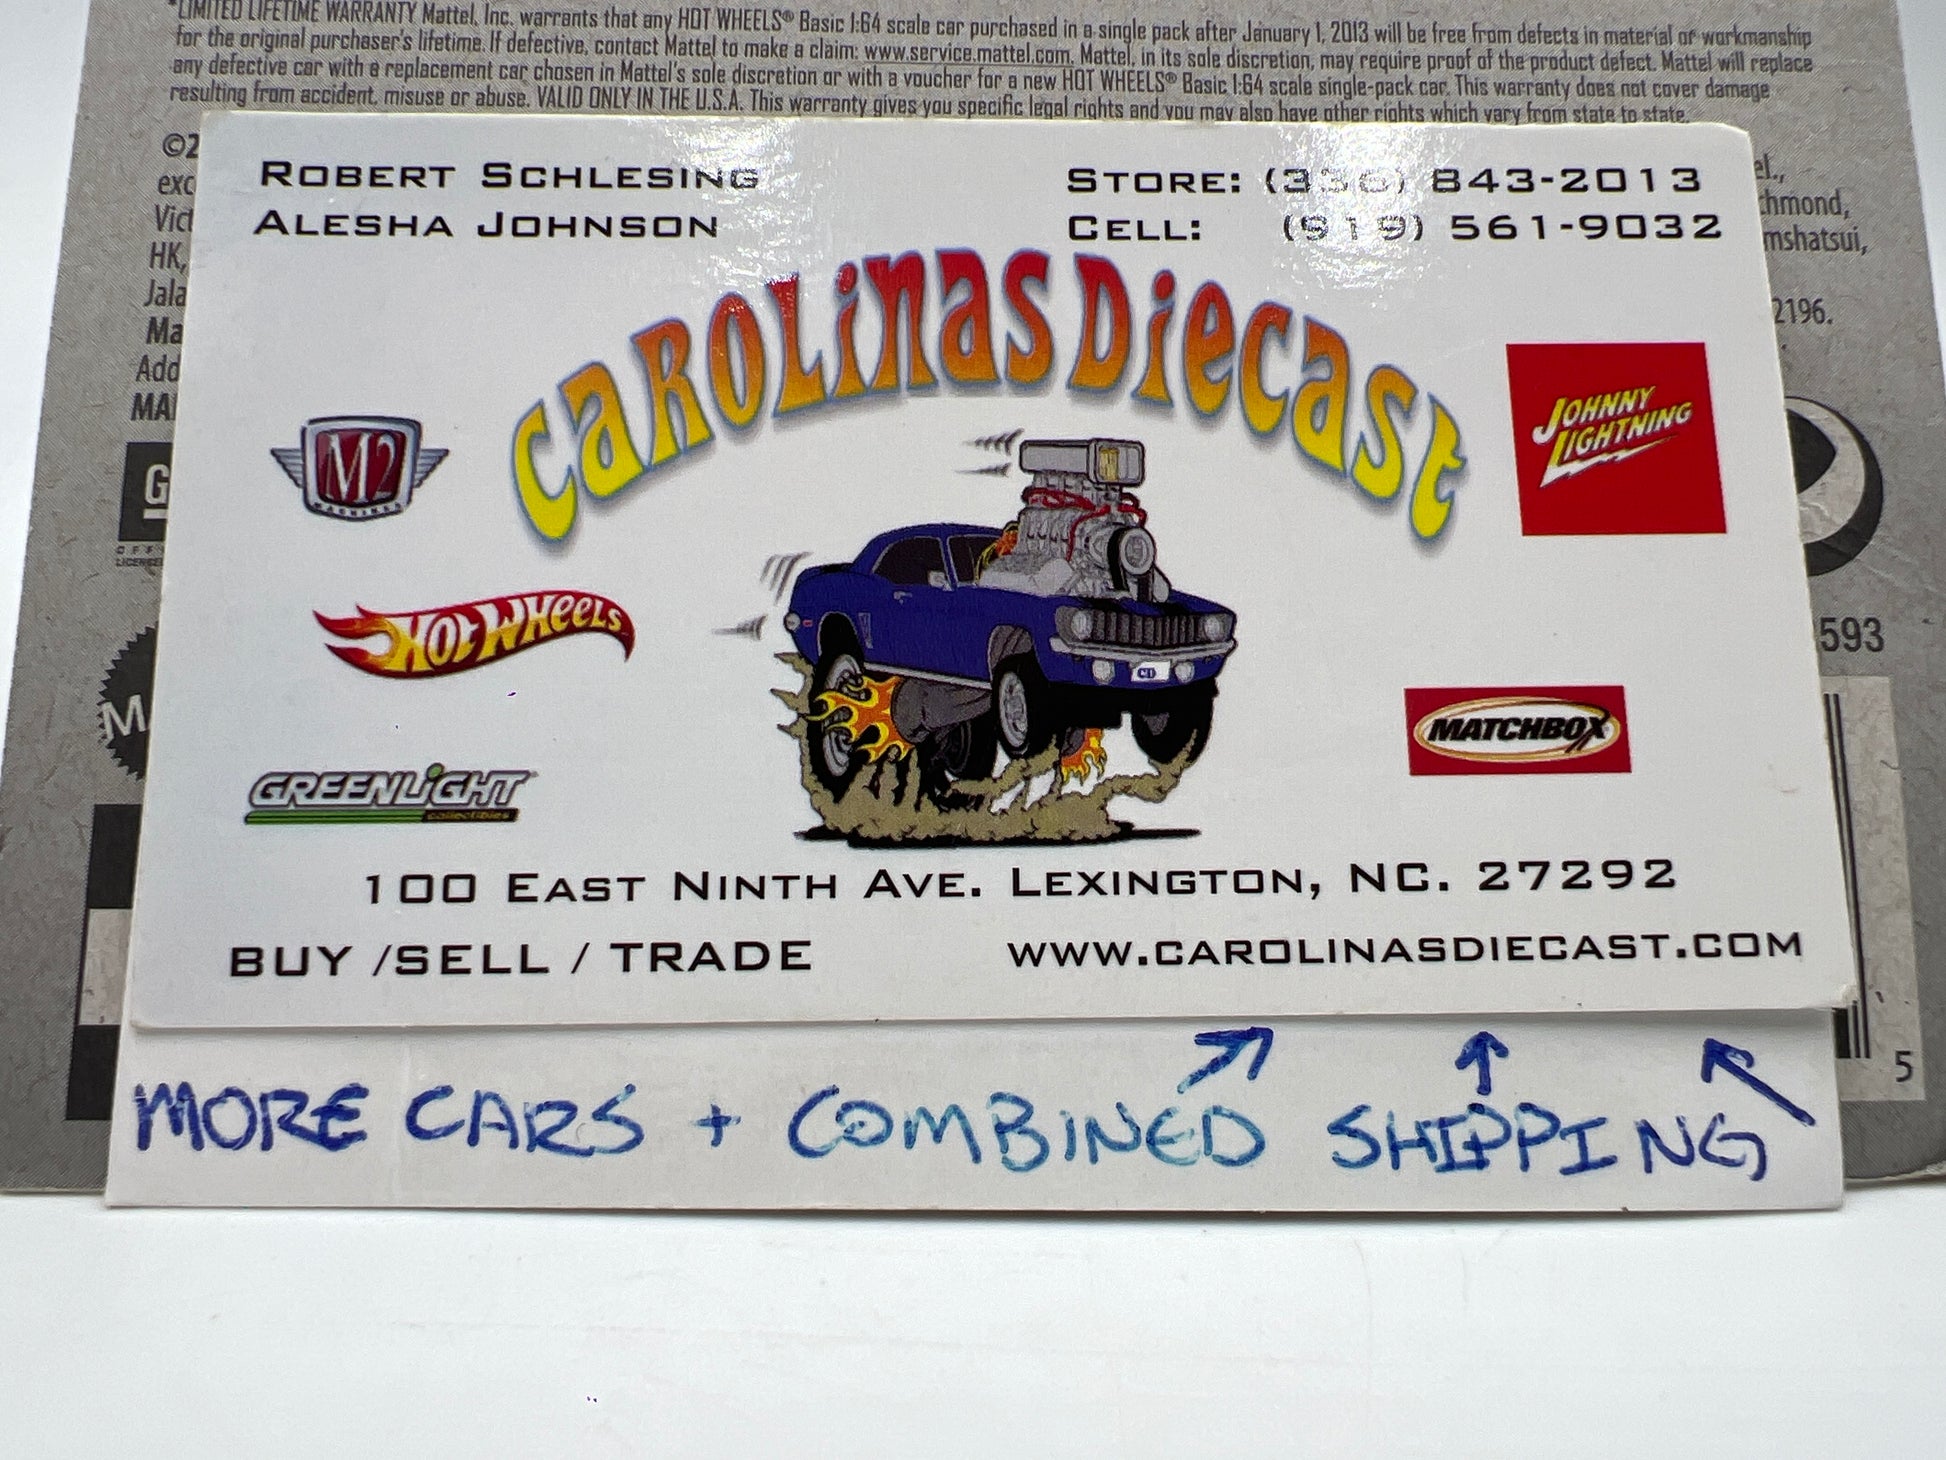 *LIMITED LIFETIME WARRANTY Mattel, Inc. warrants that any HOT WHEELS® Basic 1:64 scale car purchased in a single pack after January 1, 2013 will be free from defects in material or workmanship
for the original purchaser's lifetime. If defective, contact Mattel to make a claim: www.service.mattel.com. Mattel, in its sole discretion, may require proof of the product defect. Mattel will replace
any defective car with a replacement car chosen in Mattel's sole discretion or with a voucher for a new HOT WHEELS® Basic 1:64 scale single-pack car. This warranty does not cover damage
resulting from accident, misuse or abuse. VALID ONLY IN THE U.S.A. This warranty gives you specific legal rights and you may also have other rights which vary from state to state.
ROBERT SCHLESING
STORE: (336) 843-2013
ALESHA JOHNSON
CELL: (919) 561-9032
CAROLINAS DIECAST
M2
MACHINES
JOHNNY
LIGHTNING
HOT WHEELS
CD
MATCHBOX
GREENLIGHT
collectibles
100 EAST NINTH AVE. LEXINGTON, NC. 27292
BUY /SELL / TRADE
WWW.CAROLINASDIECAST.COM
2196.
593
5
MORE CARS + COMBINED SHIPPING